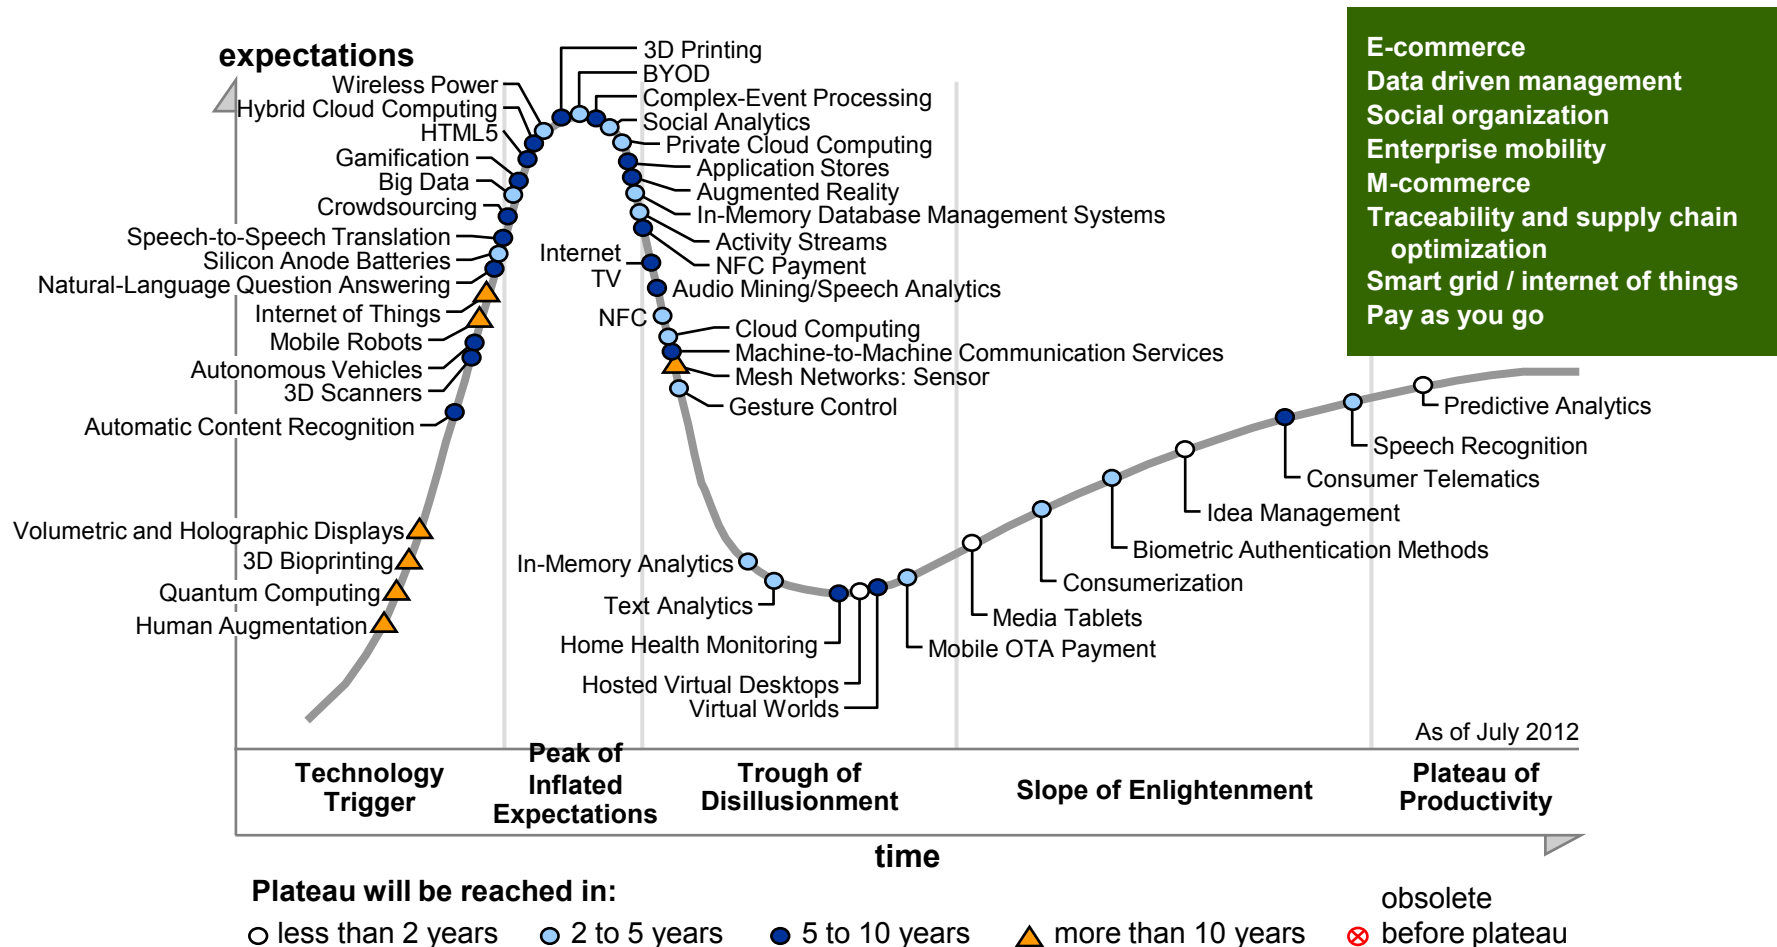 expectations
3D Printing
BYOD
Wireless Power
Complex-Event Processing
Hybrid Cloud Computing
Social Analytics
HTML5
Private Cloud Computing
Gamification
Application Stores
Big Data
Augmented Reality
Crowdsourcing
In-Memory Database Management Systems
Speech-to-Speech Translation
Activity Streams
Silicon Anode Batteries
NFC Payment
Internet
TV
Natural-Language Question Answering
Audio Mining/Speech Analytics
Internet of Things
NFC
Cloud Computing
Mobile Robots
Machine-to-Machine Communication Services
Autonomous Vehicles
Mesh Networks: Sensor
3D Scanners
Gesture Control
Automatic Content Recognition
Volumetric and Holographic Displays
3D Bioprinting
Quantum Computing
Human Augmentation
In-Memory Analytics
Text Analytics
Home Health Monitoring
Hosted Virtual Desktops
Virtual Worlds
Mobile OTA Payment
Media Tablets
Consumerization
Biometric Authentication Methods
Idea Management
Consumer Telematics
Speech Recognition
Predictive Analytics
E-commerce
Data driven management
Social organization
Enterprise mobility
M-commerce
Traceability and supply chain
optimization
Smart grid / internet of things
Pay as you go
As of July 2012
Technology
Trigger
Peak of
Inflated
Expectations
Trough of
Disillusionment
Slope of Enlightenment
Plateau of
Productivity
time
Plateau will be reached in:
less than 2 years
2 to 5 years
5 to 10 years
more than 10 years
obsolete
before plateau